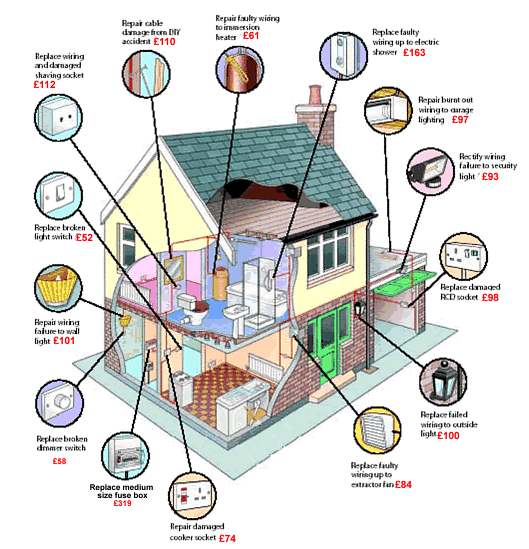 Repair cable
damage from DIY
accident £110
Repair faulty wiring
to immersion
heater £61
Replace faulty
wiring up to electric
shower £163
Replace wiring
and damaged
shaving socket
£112
Repair burnt out
wiring to garage
lighting £97
Rectify wiring
failure to security
light £93
Replace broken
light switch £52
Replace damaged
RCD socket
£98
Repair wiring
failure to wall
light £101
Replace failed
wiring to outside
light £100
Replace broken
dimmer switch
£58
Replace medium
size fuse box
£319
Repair damaged
cooker socket £74
Replace faulty
wiring up to
extractor fan £84